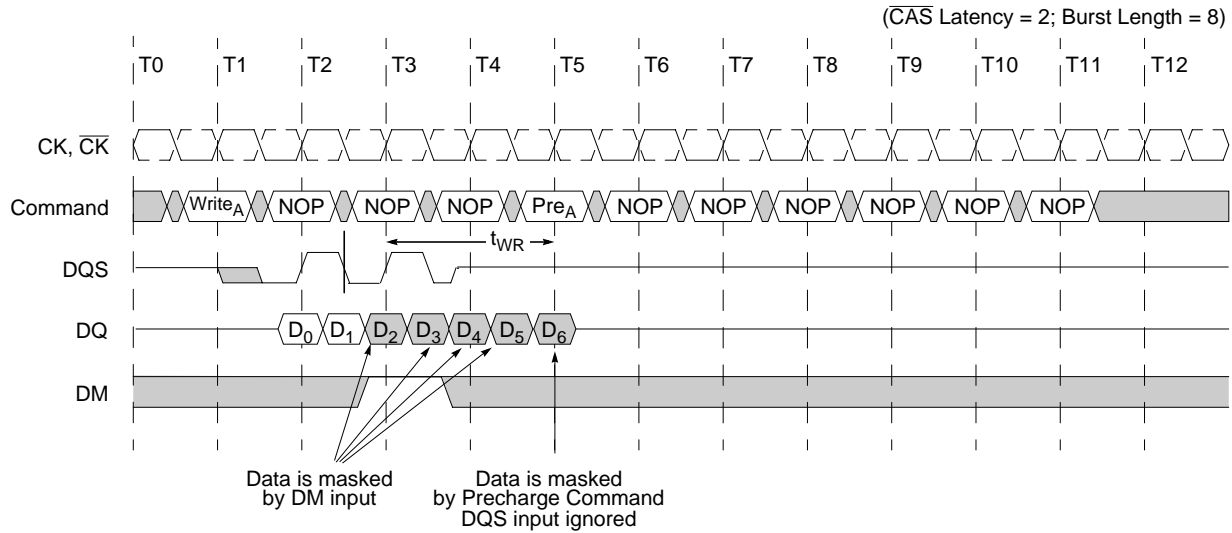 (CAS Latency = 2; Burst Length = 8)
T0 T1 T2 T3 T4 T5 T6 T7 T8 T9 T10 T11 T12
CK, CK
Command WriteA NOP NOP NOP PreA NOP NOP NOP NOP NOP NOP
tWR
DQS
DQ D0 D1 D2 D3 D4 D5 D6
DM
Data is masked
by DM input
Data is masked
by Precharge Command
DQS input ignored